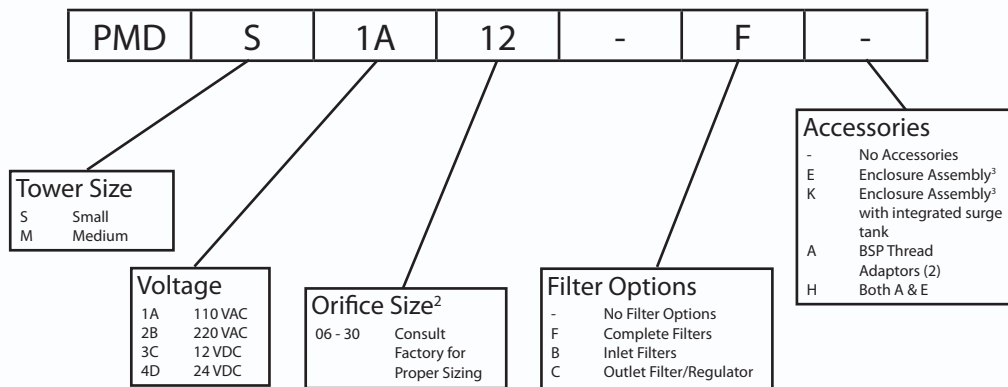 PMD S 1A 12 - F -
Tower Size
S Small
M Medium
Voltage
1A 110 VAC
2B 220 VAC
3C 12 VDC
4D 24 VDC
Orifice Size²
06 - 30 Consult
Factory for
Proper Sizing
Filter Options
- No Filter Options
F Complete Filters
B Inlet Filters
C Outlet Filter/Regulator
Accessories
- No Accessories
E Enclosure Assembly³
K Enclosure Assembly³
with integrated surge
tank
A BSP Thread
Adaptors (2)
H Both A & E